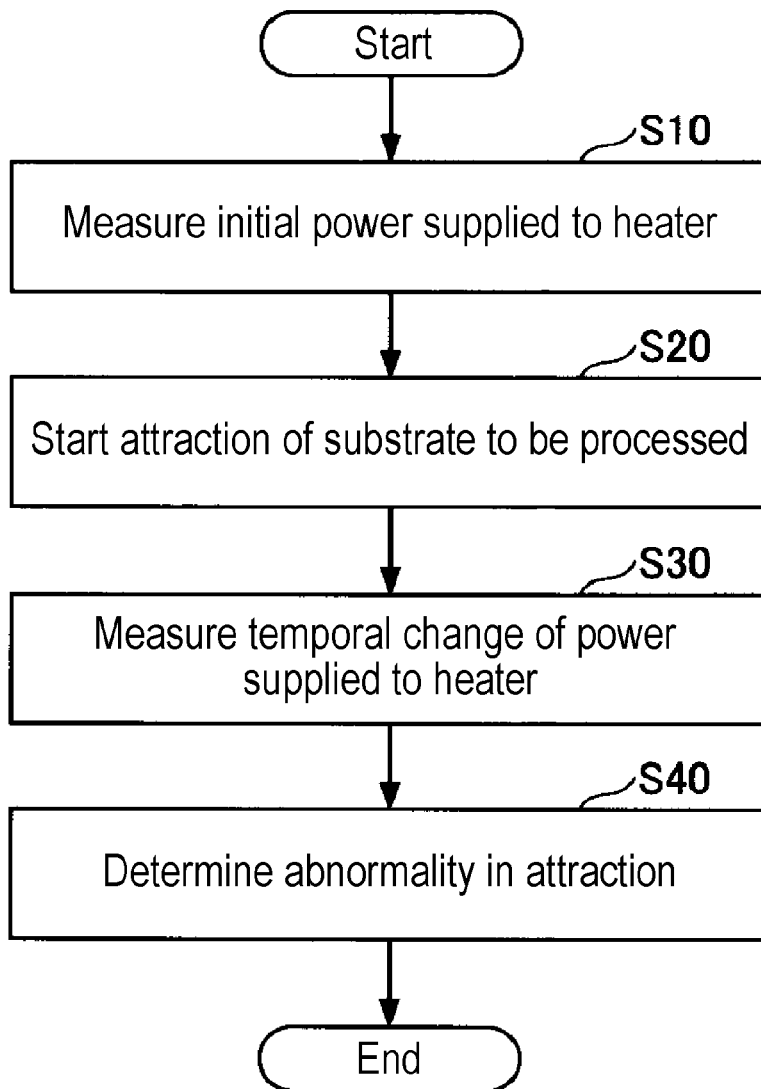 Start
S10
Measure initial power supplied to heater
S20
Start attraction of substrate to be processed
S30
Measure temporal change of power
supplied to heater
S40
Determine abnormality in attraction
End